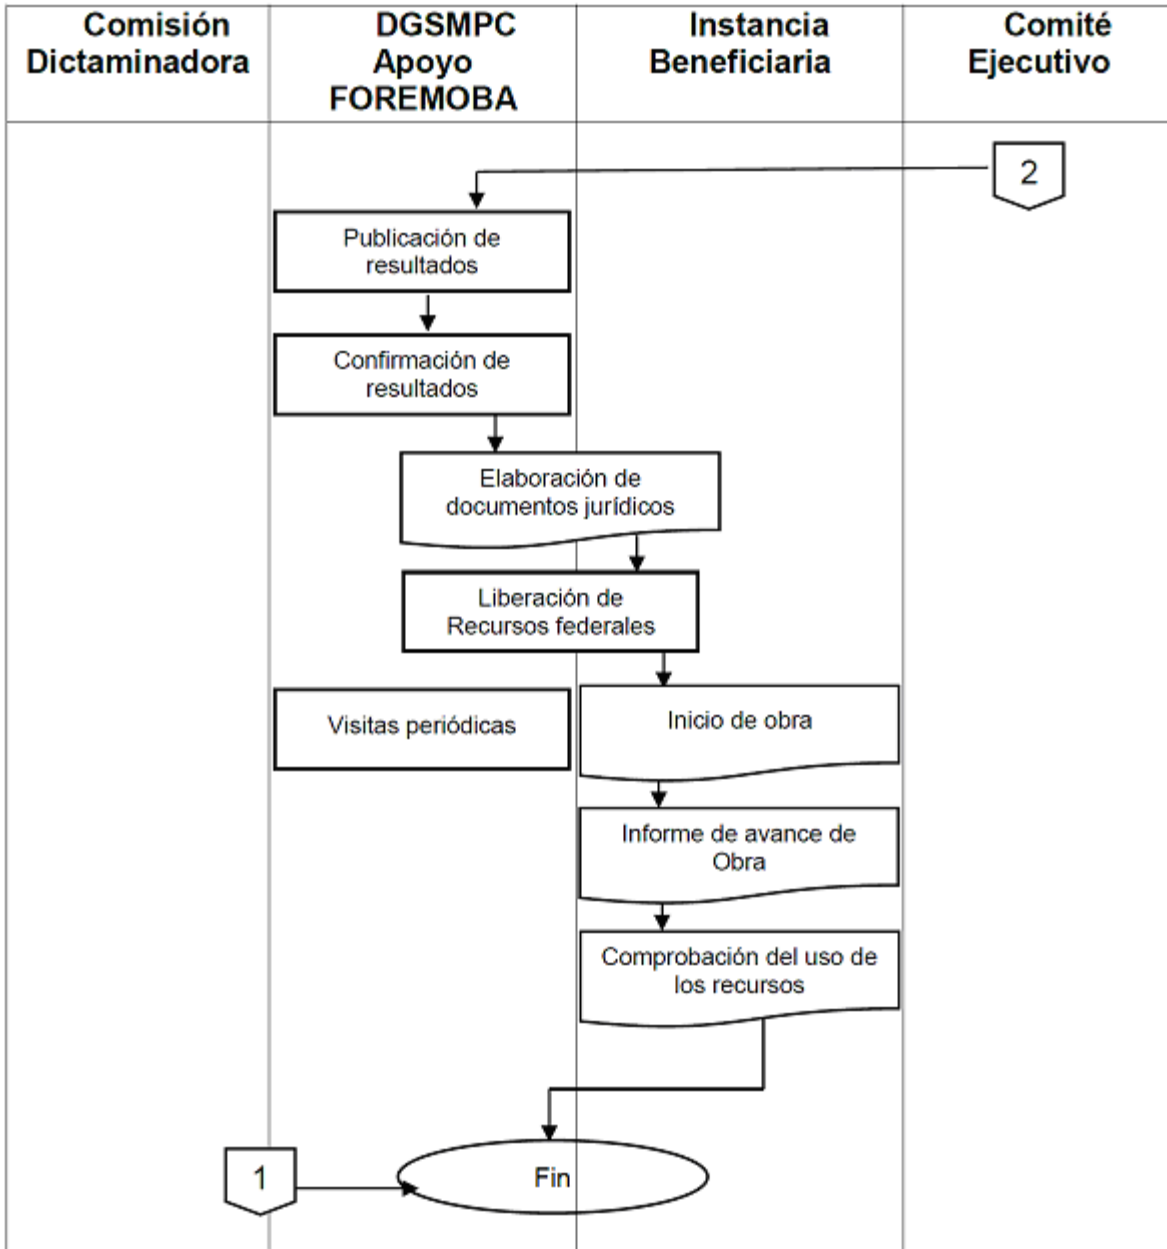 Comisión
Dictaminadora
DGSMPC
Apoyo
FOREMOBA
Instancia
Beneficiaria
Comité
Ejecutivo
2
Publicación de
resultados
Confirmación de
resultados
Elaboración de
documentos jurídicos
Liberación de
Recursos federales
Visitas periódicas
Inicio de obra
Informe de avance de
Obra
Comprobación del uso de
los recursos
1
Fin